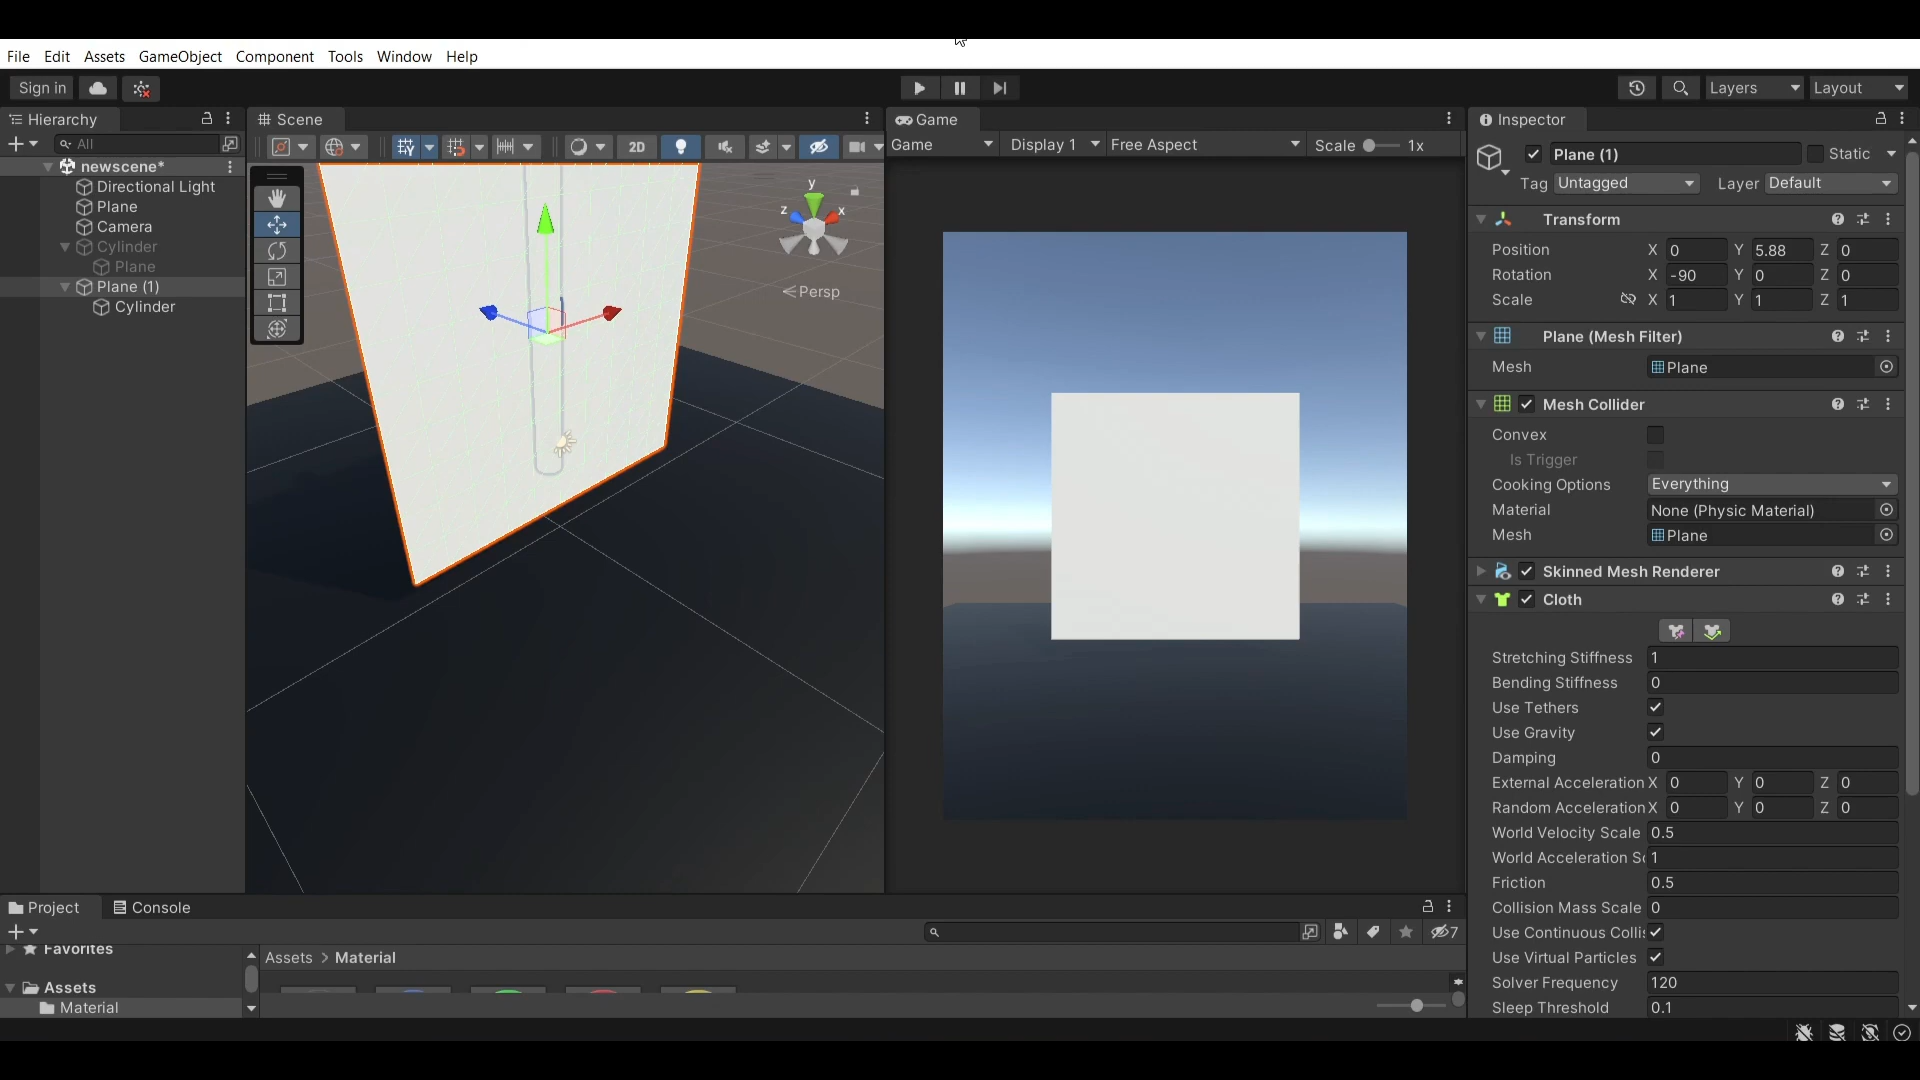 File Edit Assets GameObject Component Tools Window Help
Sign in Layers Layout
Hierarchy
All
newscene*
Directional Light
Plane
Camera
Cylinder
Plane
Plane (1)
Cylinder
Scene
2D
y
z
x
Persp
Game
Game Display 1 Free Aspect Scale 1x
Inspector
Plane (1) Static
Tag Untagged Layer Default
Transform
Position X 0 Y 5.88 Z 0
Rotation X -90 Y 0 Z 0
Scale X 1 Y 1 Z 1
Plane (Mesh Filter)
Mesh Plane
Mesh Collider
Convex
Is Trigger
Cooking Options Everything
Material None (Physic Material)
Mesh Plane
Skinned Mesh Renderer
Cloth
Stretching Stiffness 1
Bending Stiffness 0
Use Tethers
Use Gravity
Damping 0
External Acceleration X 0 Y 0 Z 0
Random Acceleration X 0 Y 0 Z 0
World Velocity Scale 0.5
World Acceleration Sc 1
Friction 0.5
Collision Mass Scale 0
Use Continuous Collis
Use Virtual Particles
Solver Frequency 120
Sleep Threshold 0.1
Project Console
7
Favorites
Assets
Material
Assets > Material